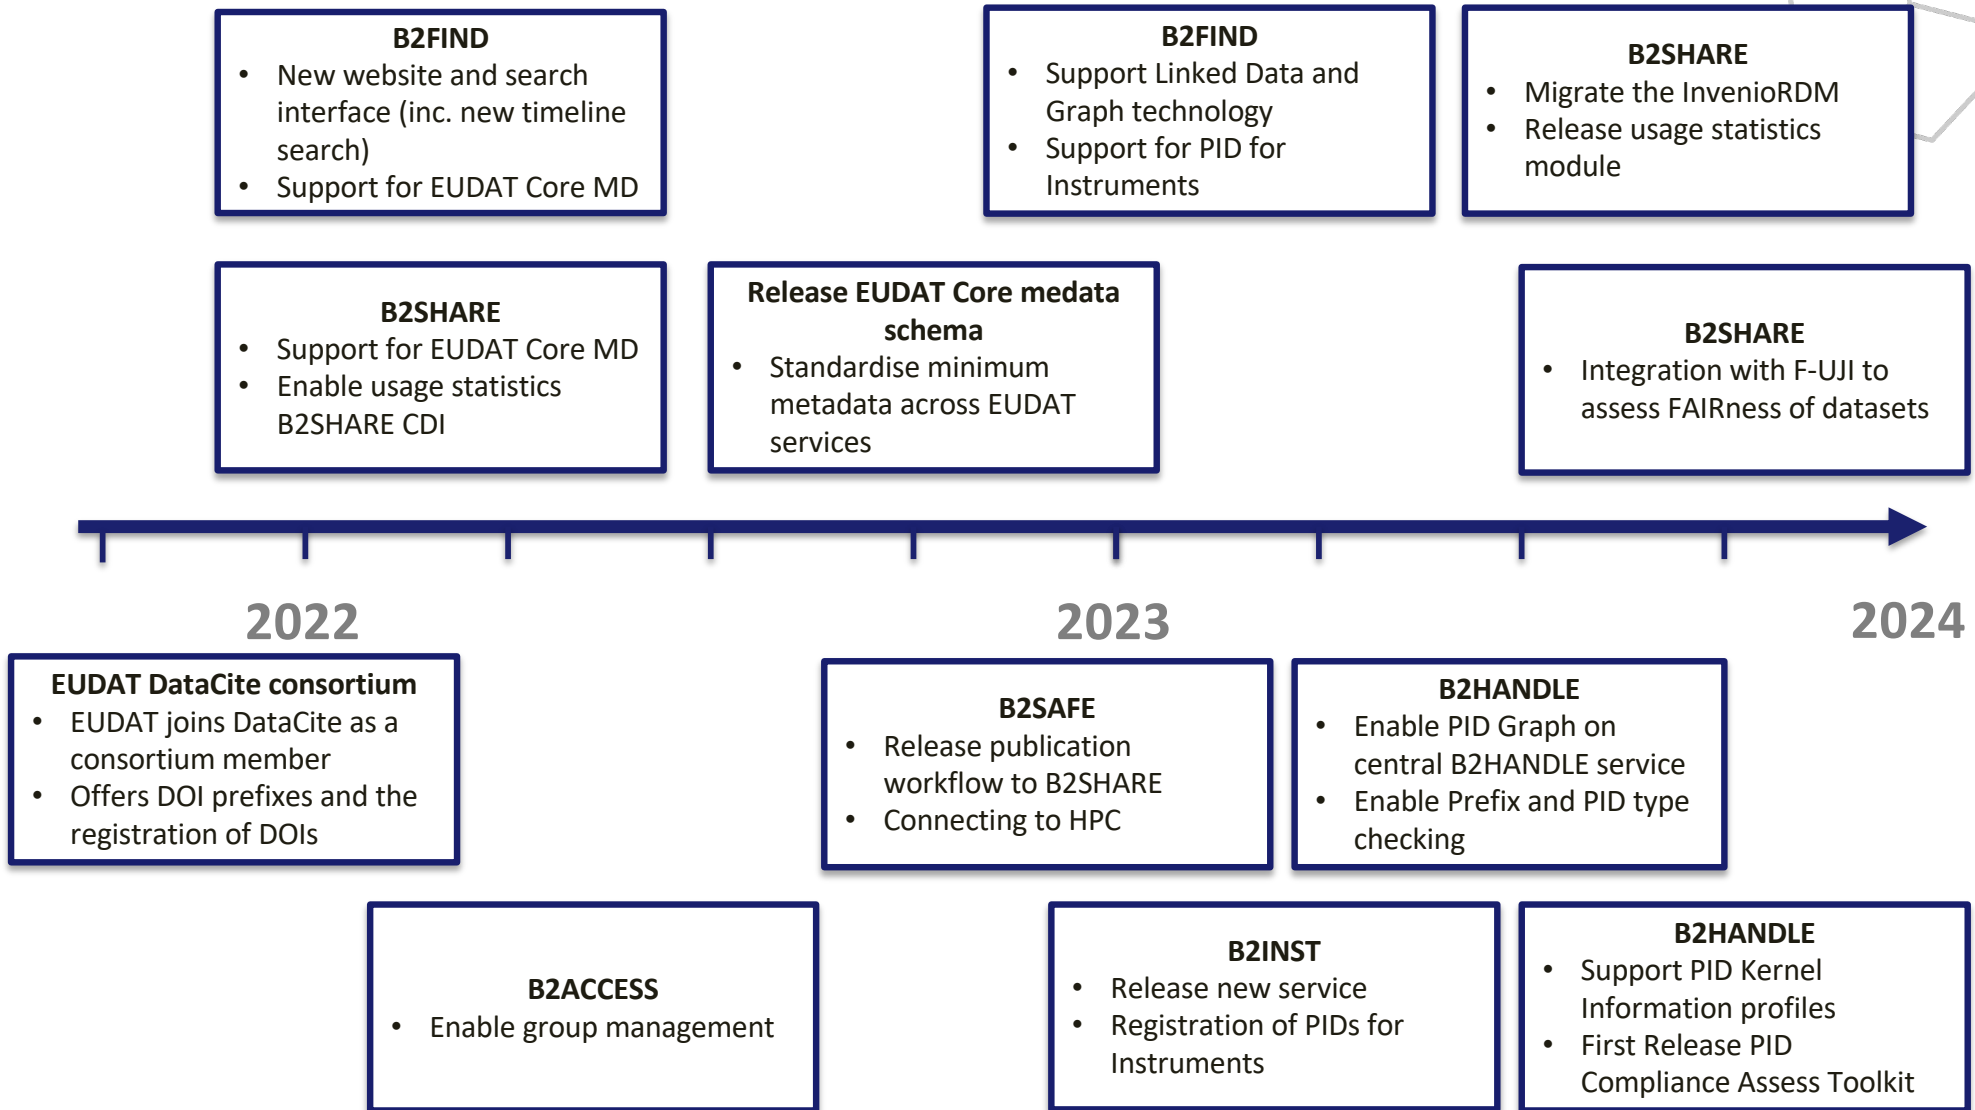 B2FIND
• New website and search
interface (inc. new timeline
search)
• Support for EUDAT Core MD
B2FIND
• Support Linked Data and
Graph technology
• Support for PID for
Instruments
B2SHARE
• Migrate the InvenioRDM
• Release usage statistics
module
B2SHARE
• Support for EUDAT Core MD
• Enable usage statistics
B2SHARE CDI
Release EUDAT Core medata
schema
• Standardise minimum
metadata across EUDAT
services
B2SHARE
• Integration with F-UJI to
assess FAIRness of datasets
2022
2023
2024
EUDAT DataCite consortium
• EUDAT joins DataCite as a
consortium member
• Offers DOI prefixes and the
registration of DOIs
B2SAFE
• Release publication
workflow to B2SHARE
• Connecting to HPC
B2HANDLE
• Enable PID Graph on
central B2HANDLE service
• Enable Prefix and PID type
checking
B2ACCESS
• Enable group management
B2INST
• Release new service
• Registration of PIDs for
Instruments
B2HANDLE
• Support PID Kernel
Information profiles
• First Release PID
Compliance Assess Toolkit